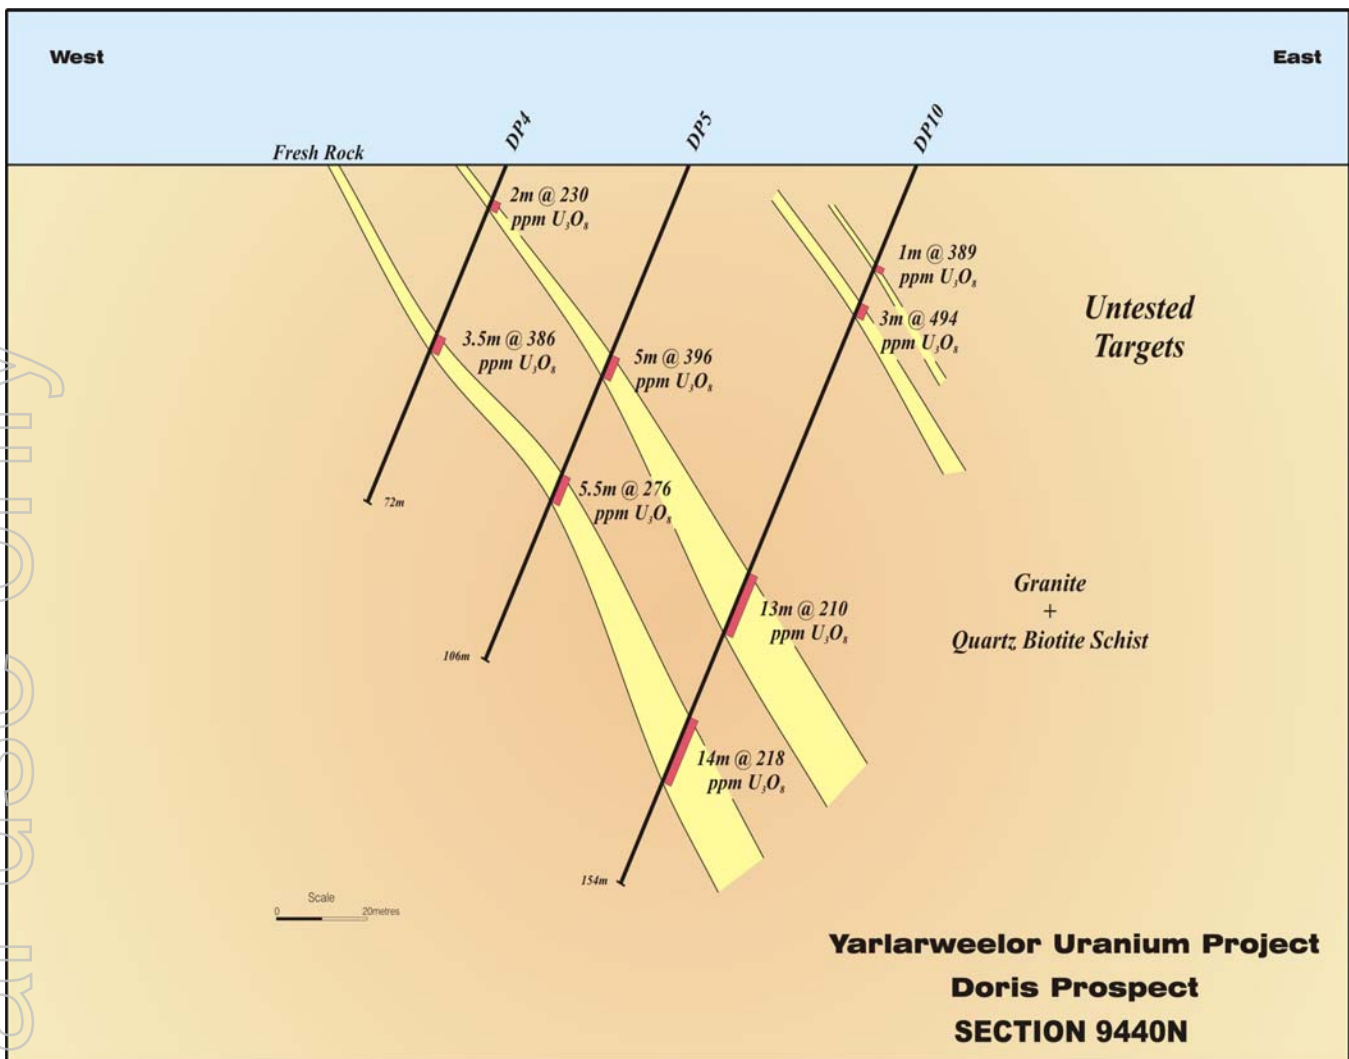 West
East
DP4
DP5
DP10
Fresh Rock
2m @ 230
ppm U₃O₈
1m @ 389
ppm U₃O₈
3m @ 494
ppm U₃O₈
Untested
Targets
3.5m @ 386
ppm U₃O₈
5m @ 396
ppm U₃O₈
5.5m @ 276
ppm U₃O₈
72m
Granite
+
Quartz Biotite Schist
13m @ 210
ppm U₃O₈
106m
14m @ 218
ppm U₃O₈
154m
Scale
0 20metres
Yarlarweelor Uranium Project
Doris Prospect
SECTION 9440N